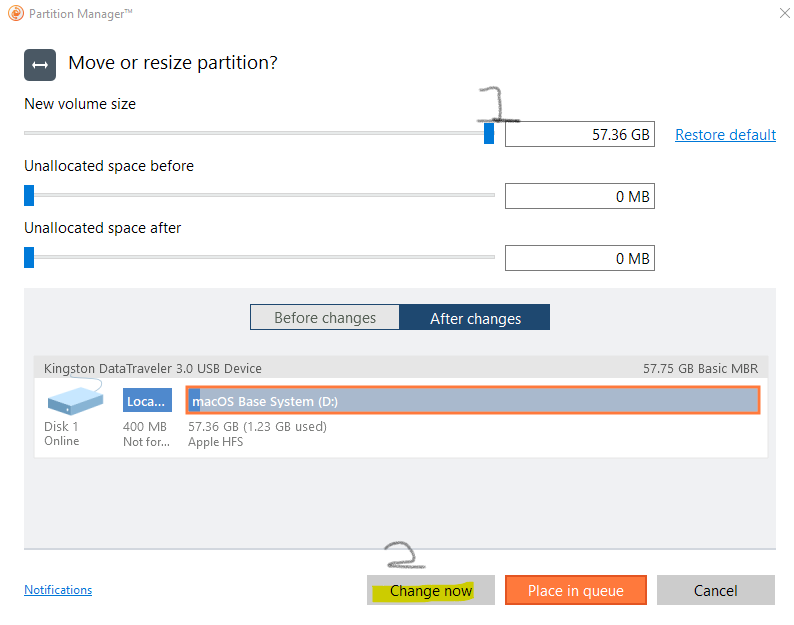 Partition Manager™
Move or resize partition?
New volume size
1
57.36 GB
Restore default
Unallocated space before
0 MB
Unallocated space after
0 MB
Before changes
After changes
Kingston DataTraveler 3.0 USB Device
57.75 GB Basic MBR
Loca...
macOS Base System (D:)
Disk 1
400 MB
57.36 GB (1.23 GB used)
Online
Not for...
Apple HFS
2
Notifications
Change now
Place in queue
Cancel